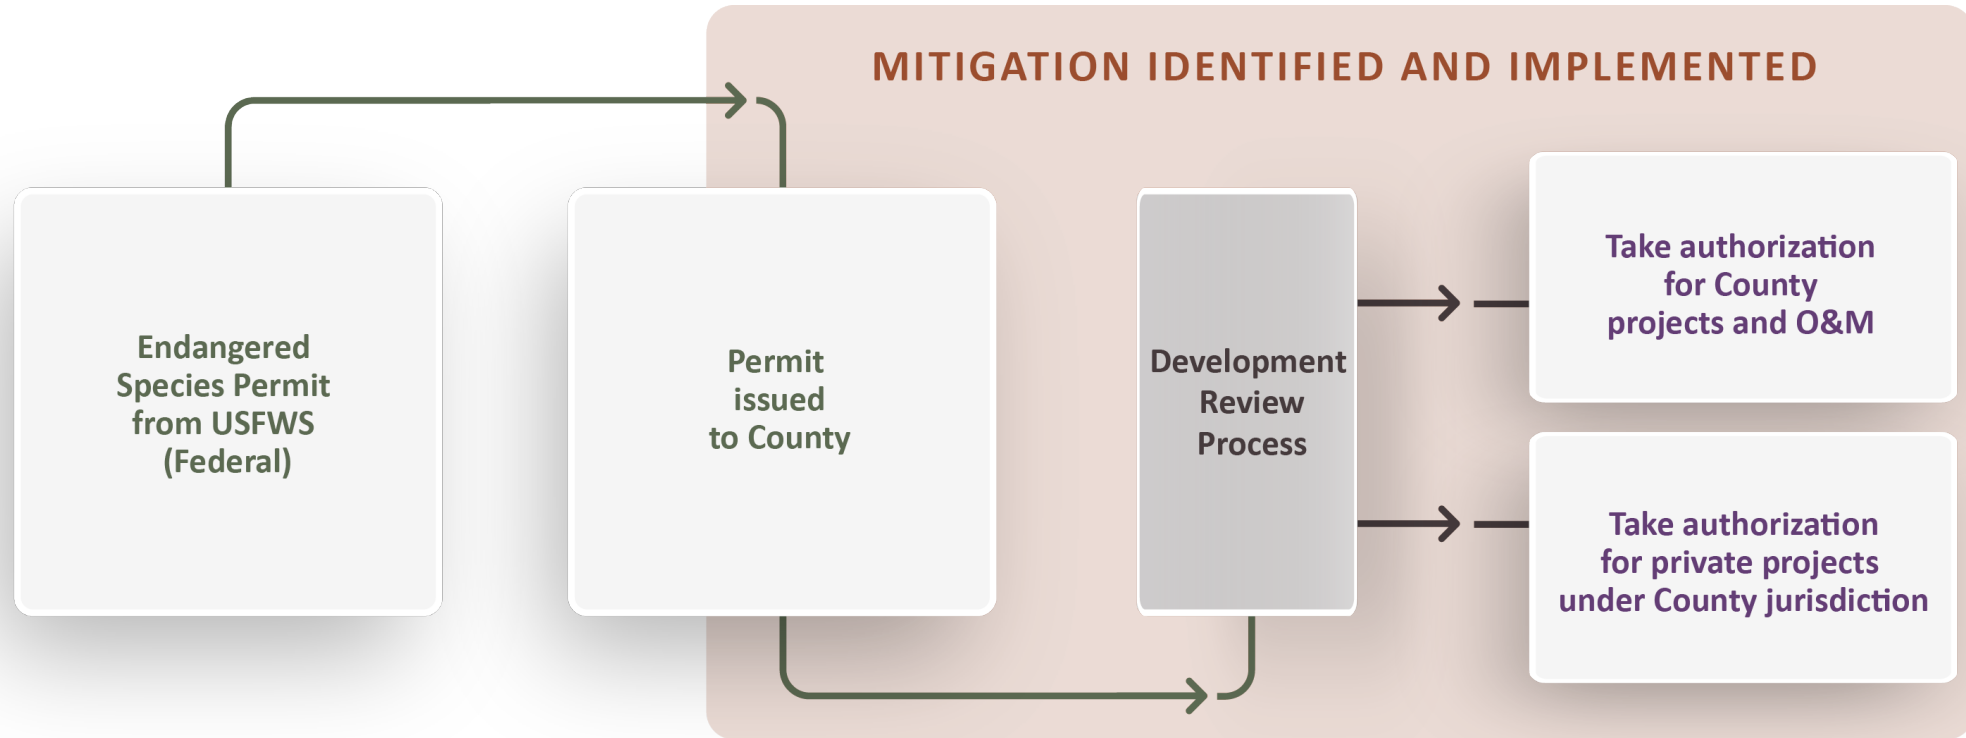 MITIGATION IDENTIFIED AND IMPLEMENTED
Endangered
Species Permit
from USFWS
(Federal)
Permit
issued
to County
Development
Review
Process
Take authorization
for County
projects and O&M
Take authorization
for private projects
under County jurisdiction